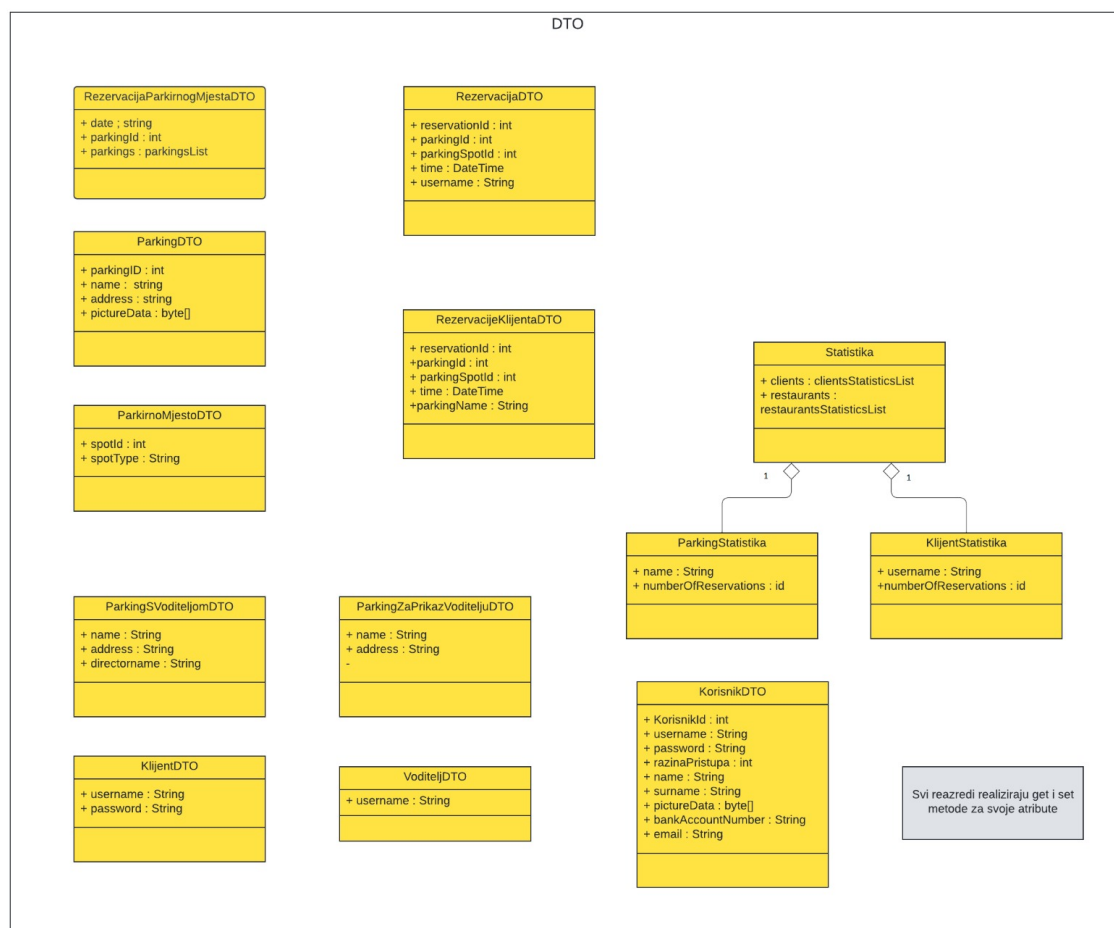 DTO
RezervacijaParkirnogMjestaDTO
+ date ; string
+ parkingId : int
+ parkings : parkingsList
RezervacijaDTO
+ reservationId : int
+ parkingId : int
+ parkingSpotId : int
+ time : DateTime
+ username : String
ParkingDTO
+ parkingID : int
+ name :  string
+ address : string
+ pictureData : byte[]
RezervacijeKlijentaDTO
+ reservationId : int
+parkingId : int
+ parkingSpotId : int
+ time : DateTime
+parkingName : String
Statistika
+ clients : clientsStatisticsList
+ restaurants :
restaurantsStatisticsList
1
1
ParkirnoMjestoDTO
+ spotId : int
+ spotType : String
ParkingStatistika
+ name : String
+ numberOfReservations : id
KlijentStatistika
+ username : String
+numberOfReservations : id
ParkingSVoditeljomDTO
+ name : String
+ address : String
+ directorname : String
ParkingZaPrikazVoditeljuDTO
+ name : String
+ address : String
-
KorisnikDTO
+ KorisnikId : int
+ username : String
+ password : String
+ razinaPristupa : int
+ name : String
+ surname : String
+ pictureData : byte[]
+ bankAccountNumber : String
+ email : String
KlijentDTO
+ username : String
+ password : String
VoditeljDTO
+ username : String
Svi reazredi realiziraju get i set
metode za svoje atribute